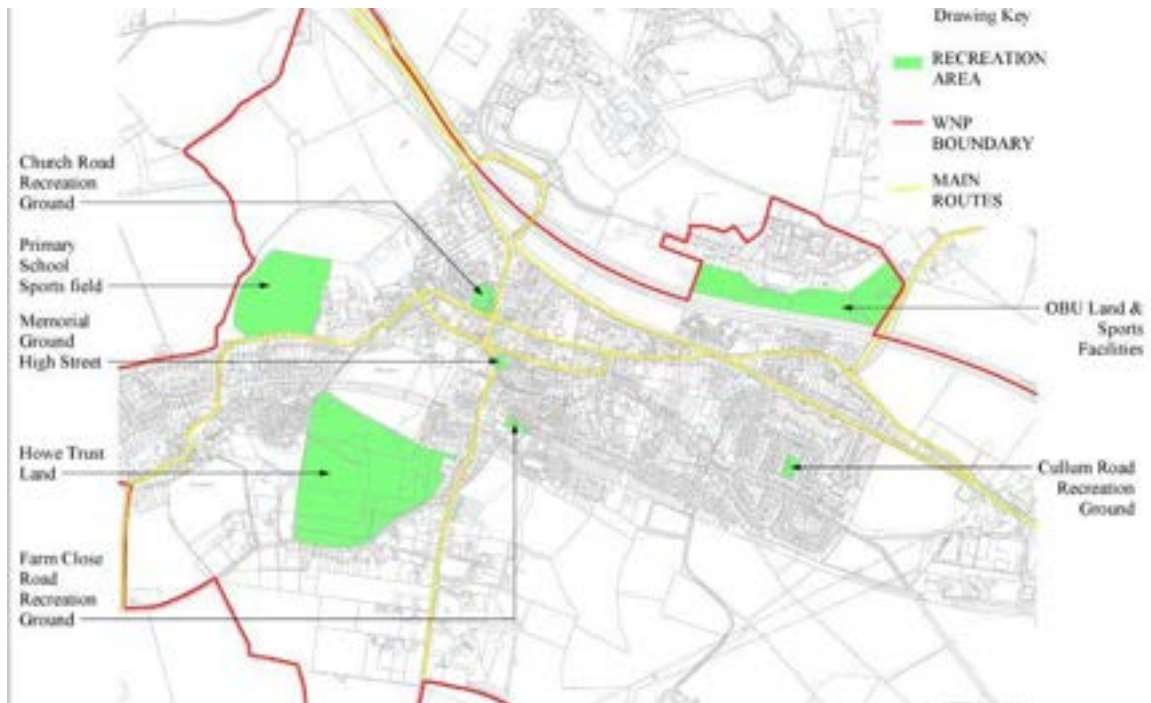 Drawing Key
RECREATION
AREA
WNP
BOUNDARY
MAIN
ROUTES
Church Road
Recreation
Ground
Primary
School
Sports field
Memorial
Ground
High Street
Howe Trust
Land
Farm Close
Road
Recreation
Ground
OBU Land &
Sports
Facilities
Cullum Road
Recreation
Ground